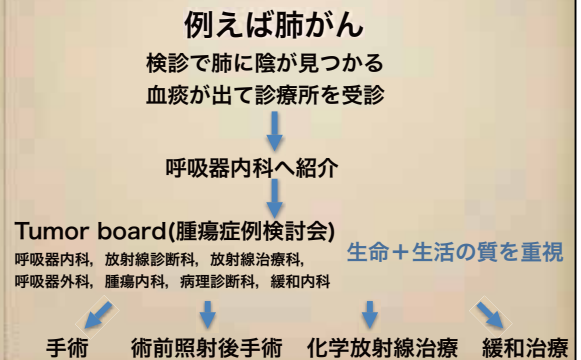 例えば肺がん
検診で肺に陰が見つかる
血痰が出て診療所を受診
呼吸器内科へ紹介
Tumor board(腫瘍症例検討会)
呼吸器内科, 放射線診断科, 放射線治療科,
呼吸器外科, 腫瘍内科, 病理診断科, 緩和内科
生命＋生活の質を重視
手術 術前照射後手術 化学放射線治療 緩和治療